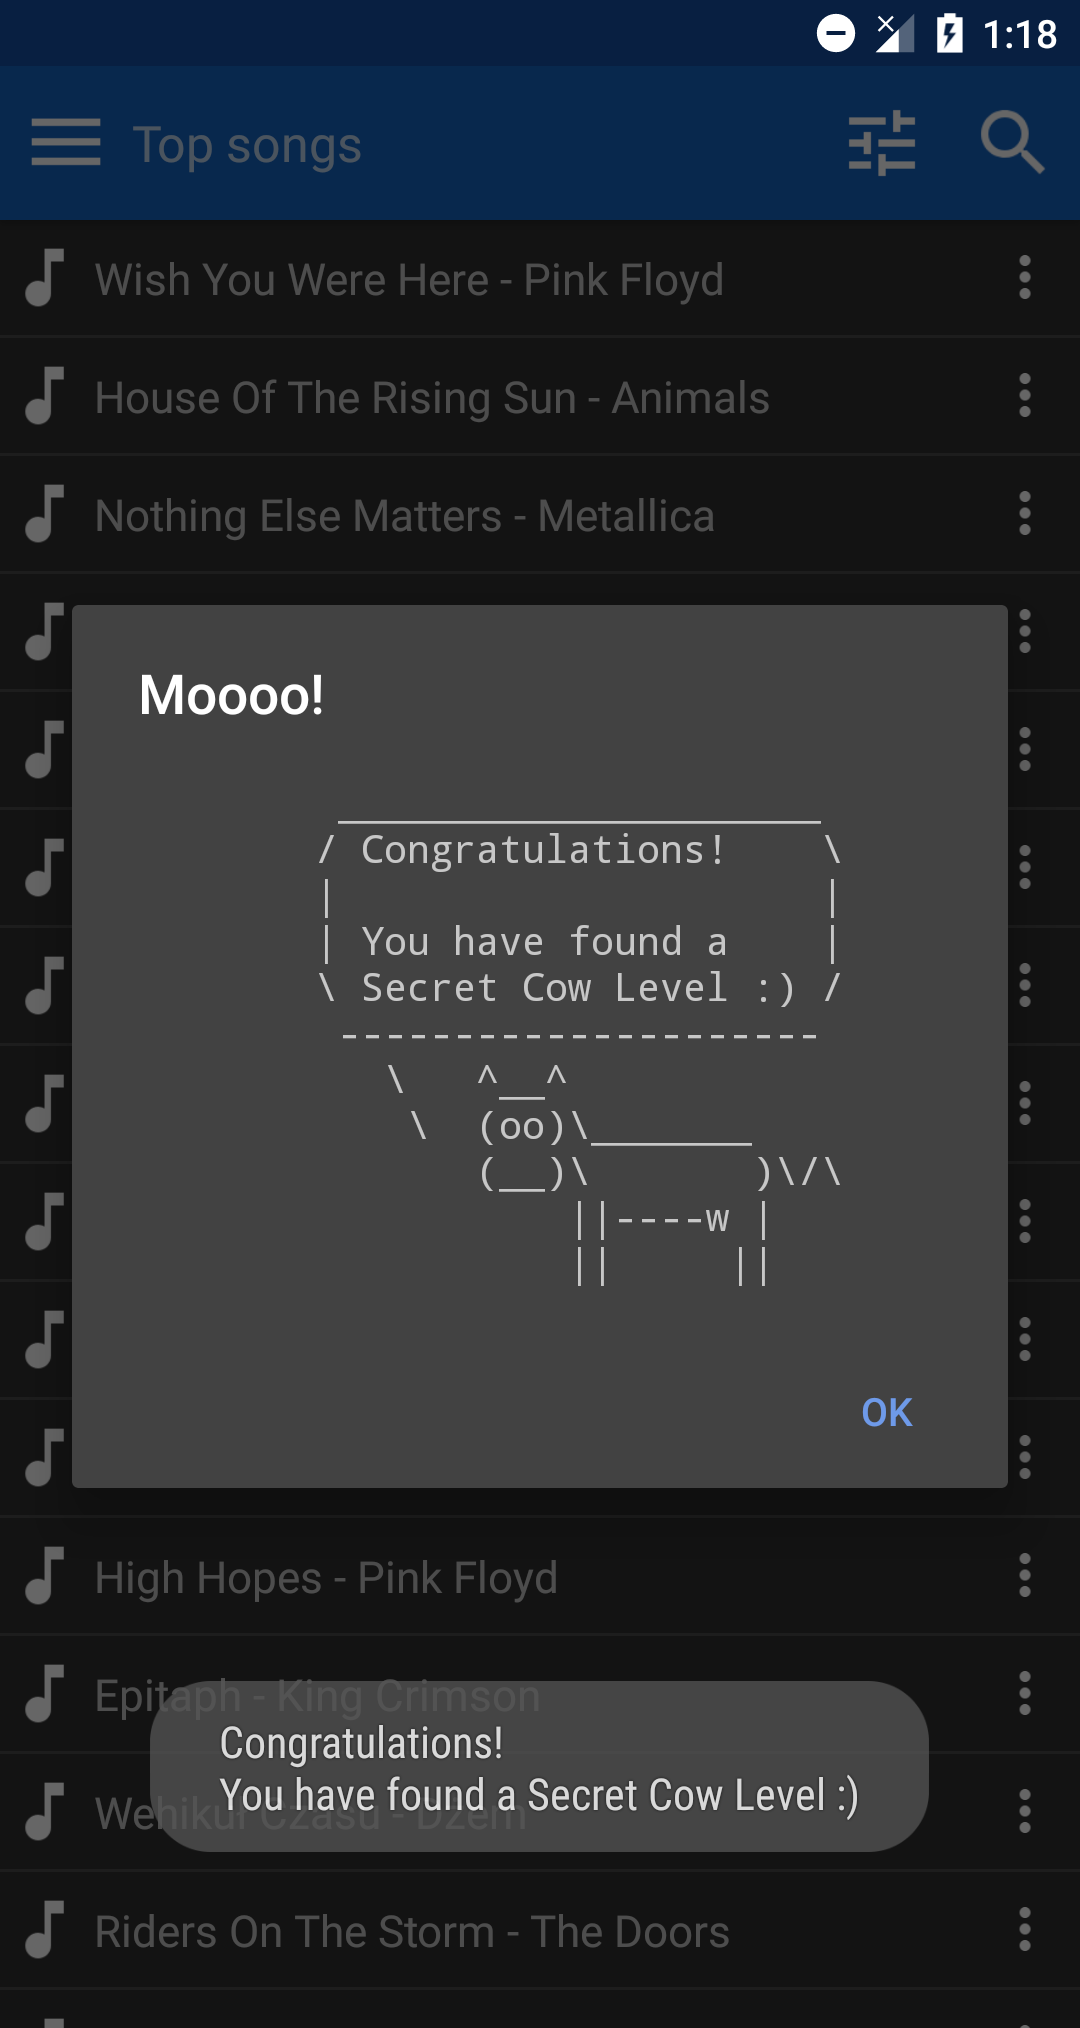 1:18
Top songs
Wish You Were Here - Pink Floyd
House Of The Rising Sun - Animals
Nothing Else Matters - Metallica
Moooo!
 _____________________
/ Congratulations!    \
|                     |
| You have found a    |
\ Secret Cow Level :) /
 ---------------------
   \   ^__^
    \  (oo)\_______
       (__)\       )\/\
           ||----w |
           ||     ||
OK
High Hopes - Pink Floyd
Epitaph - King Crimson
Congratulations!
You have found a Secret Cow Level :)
Wehikuł Czasu - Dżem
Riders On The Storm - The Doors